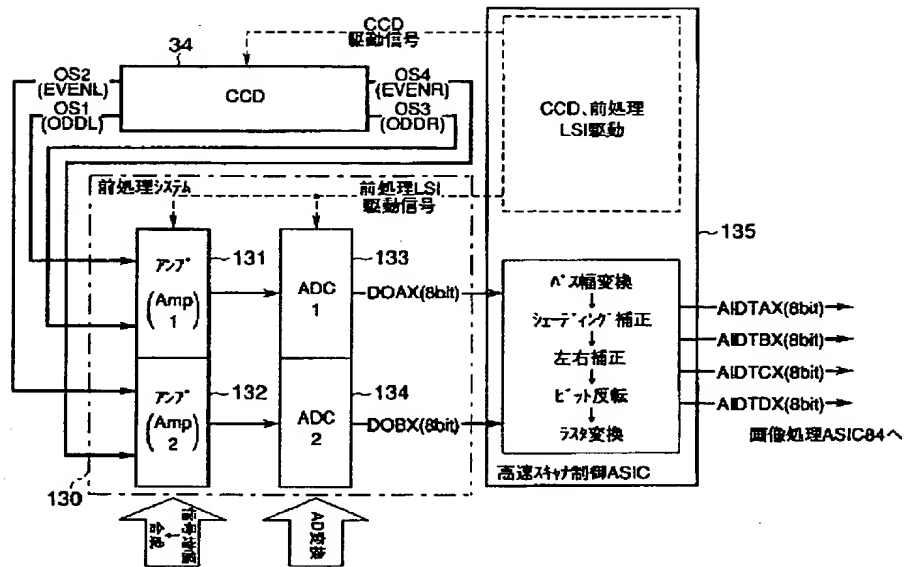 CCD
駆動信号
34
OS2
(EVENL)
OS1
(ODDL)
CCD
OS4
(EVENR)
OS3
(ODDR)
CCD、前処理
LSI駆動
前処理システム
前処理LSI
駆動信号
135
アンプ
(Amp
1)
131
ADC
1
133
DOAX(8bit)
アンプ
(Amp
2)
132
ADC
2
134
DOBX(8bit)
バス幅変換
↓
シェーディング補正
↓
左右補正
↓
ビット反転
↓
ラスタ変換
高速スキャナ制御ASIC
AIDTAX(8bit)
AIDTBX(8bit)
AIDTCX(8bit)
AIDTDX(8bit)
画像処理ASIC84へ
130
信号増幅
↓
合成
AD変換